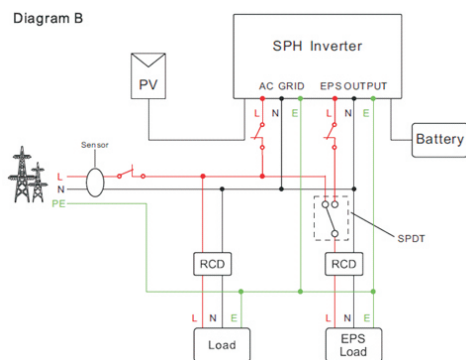 Diagram B
SPH Inverter
PV
AC GRID EPS OUTPUT
L N E L N E
Battery
Sensor
L
N
PE
SPDT
RCD RCD
L N E L N E
Load
EPS
Load